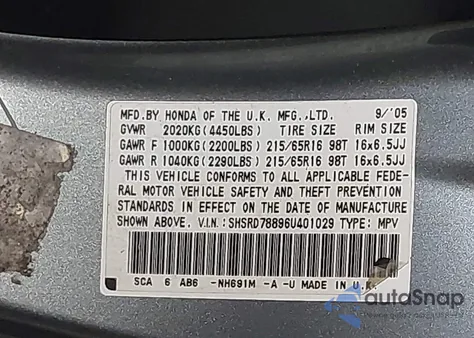 MFD.BY HONDA OF THE U.K. MFG.,LTD. 9/'05
GVWR 2020KG(4450LBS) TIRE SIZE RIM SIZE
GAWR F 1000KG(2200LBS) 215/65R16 98T 16x6.5JJ
GAWR R 1040KG(2290LBS) 215/65R16 98T 16x6.5JJ
THIS VEHICLE CONFORMS TO ALL APPLICABLE FEDE-
RAL MOTOR VEHICLE SAFETY AND THEFT PREVENTION
STANDARDS IN EFFECT ON THE DATE OF MANUFACTURE
SHOWN ABOVE. V.I.N.:SHSRD78896U401029 TYPE: MPV
SCA 6 AB6 -NH691M -A -U MADE IN U.K.
autoSnap
by carfast express